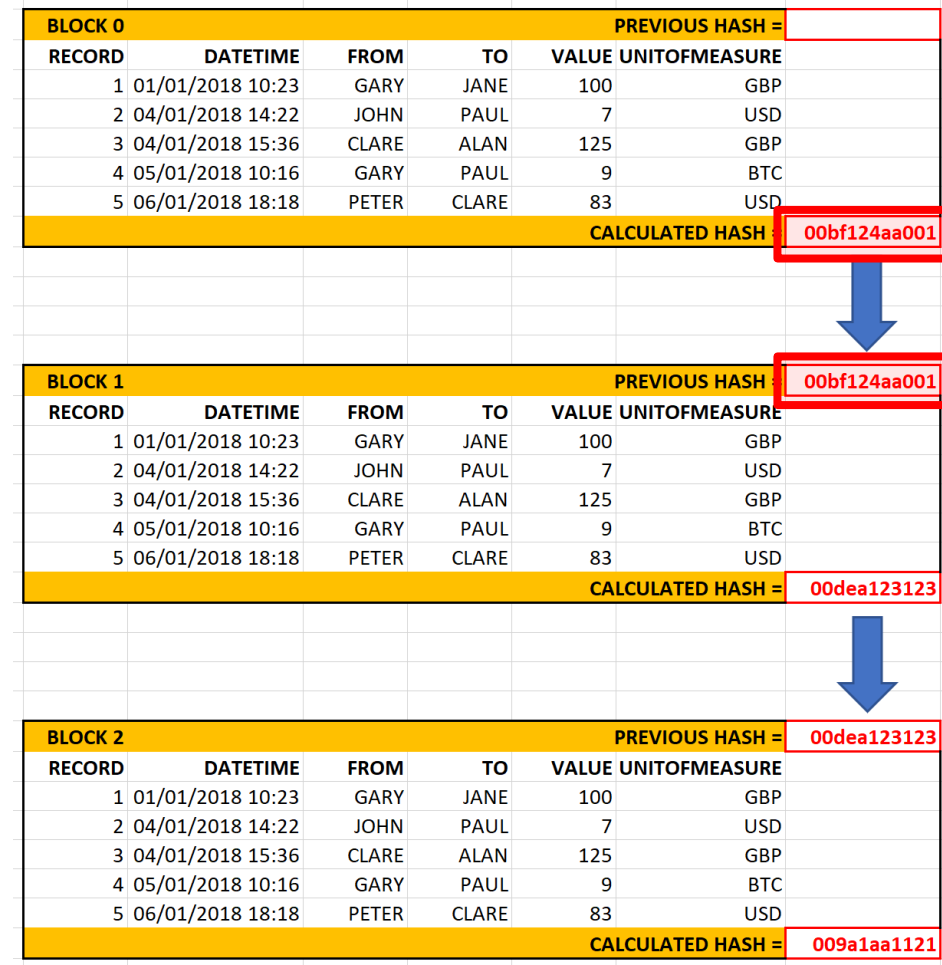 BLOCK 0 PREVIOUS HASH =
RECORD DATETIME FROM TO VALUE UNITOFMEASURE
1 01/01/2018 10:23 GARY JANE 100 GBP
2 04/01/2018 14:22 JOHN PAUL 7 USD
3 04/01/2018 15:36 CLARE ALAN 125 GBP
4 05/01/2018 10:16 GARY PAUL 9 BTC
5 06/01/2018 18:18 PETER CLARE 83 USD
CALCULATED HASH = 00bf124aa001
BLOCK 1 PREVIOUS HASH = 00bf124aa001
RECORD DATETIME FROM TO VALUE UNITOFMEASURE
1 01/01/2018 10:23 GARY JANE 100 GBP
2 04/01/2018 14:22 JOHN PAUL 7 USD
3 04/01/2018 15:36 CLARE ALAN 125 GBP
4 05/01/2018 10:16 GARY PAUL 9 BTC
5 06/01/2018 18:18 PETER CLARE 83 USD
CALCULATED HASH = 00dea123123
BLOCK 2 PREVIOUS HASH = 00dea123123
RECORD DATETIME FROM TO VALUE UNITOFMEASURE
1 01/01/2018 10:23 GARY JANE 100 GBP
2 04/01/2018 14:22 JOHN PAUL 7 USD
3 04/01/2018 15:36 CLARE ALAN 125 GBP
4 05/01/2018 10:16 GARY PAUL 9 BTC
5 06/01/2018 18:18 PETER CLARE 83 USD
CALCULATED HASH = 009a1aa1121